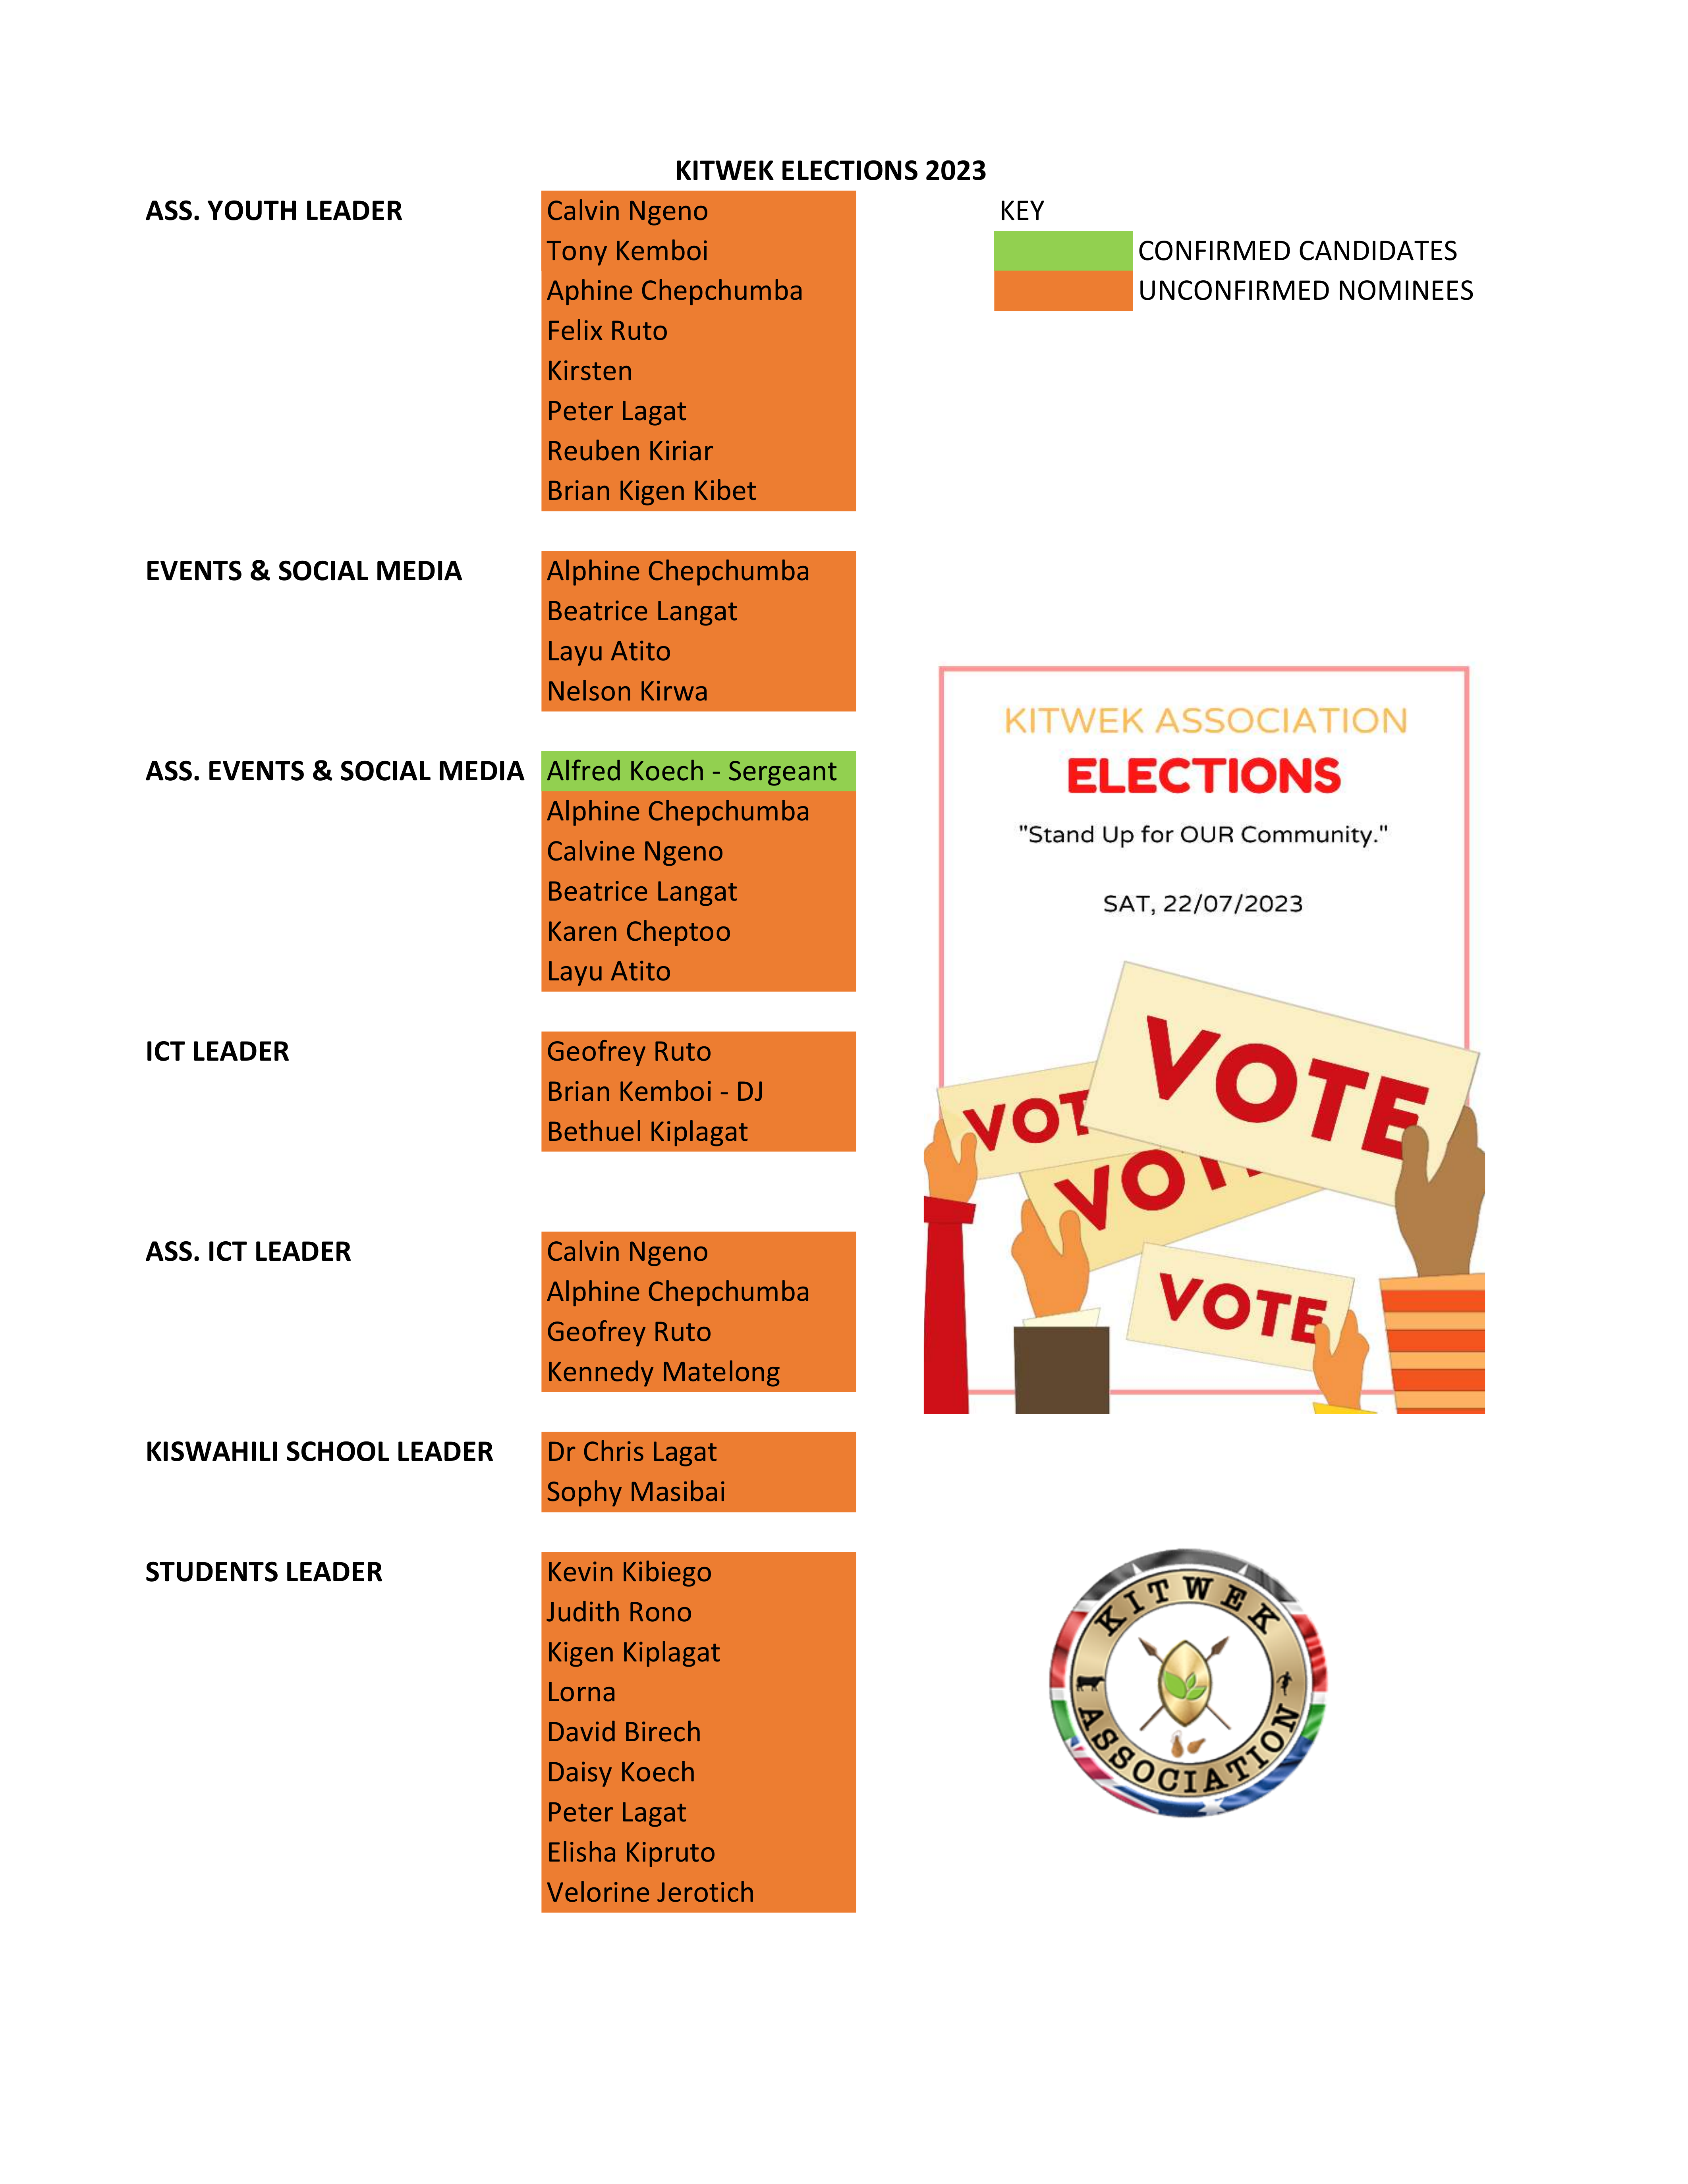 KITWEK ELECTIONS 2023
ASS. YOUTH LEADER
Calvin Ngeno
Tony Kemboi
Aphine Chepchumba
Felix Ruto
Kirsten
Peter Lagat
Reuben Kiriar
Brian Kigen Kibet
KEY
CONFIRMED CANDIDATES
UNCONFIRMED NOMINEES
EVENTS & SOCIAL MEDIA
Alphine Chepchumba
Beatrice Langat
Layu Atito
Nelson Kirwa
ASS. EVENTS & SOCIAL MEDIA
Alfred Koech - Sergeant
Alphine Chepchumba
Calvine Ngeno
Beatrice Langat
Karen Cheptoo
Layu Atito
ICT LEADER
Geofrey Ruto
Brian Kemboi - DJ
Bethuel Kiplagat
ASS. ICT LEADER
Calvin Ngeno
Alphine Chepchumba
Geofrey Ruto
Kennedy Matelong
KISWAHILI SCHOOL LEADER
Dr Chris Lagat
Sophy Masibai
STUDENTS LEADER
Kevin Kibiego
Judith Rono
Kigen Kiplagat
Lorna
David Birech
Daisy Koech
Peter Lagat
Elisha Kipruto
Velorine Jerotich
KITWEK ASSOCIATION
ELECTIONS
"Stand Up for OUR Community."
SAT, 22/07/2023
VOTE
VOT
VOT
VOTE
KITWEK
ASSOCIATION